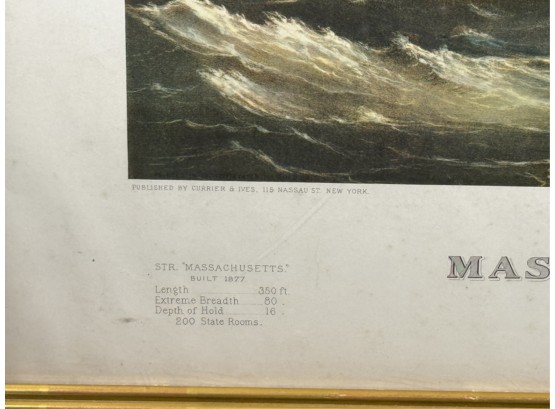 PUBLISHED BY CURRIER & IVES, 115 NASSAU ST. NEW YORK.
STR. "MASSACHUSETTS."
BUILT 1877.
Length 350 ft.
Extreme Breadth 80 "
Depth of Hold 16 "
200 State Rooms.
MAS